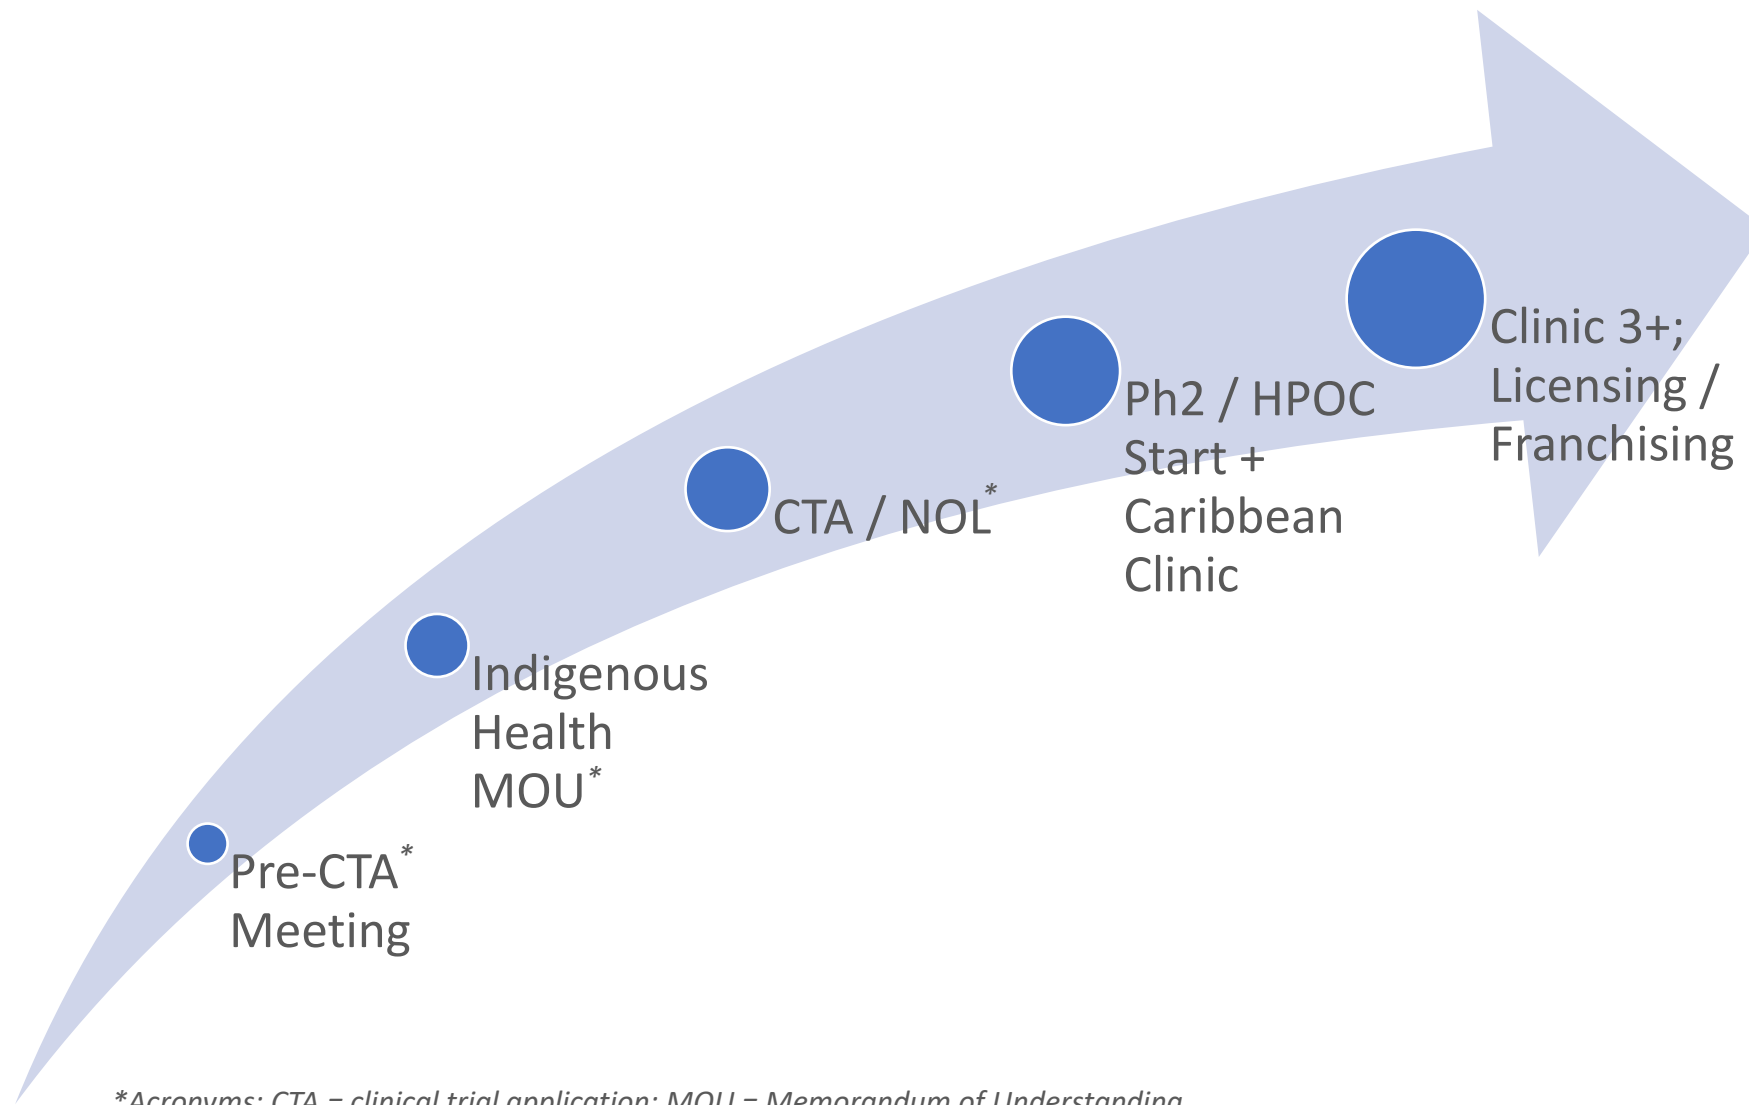 Clinic 3+;
Licensing /
Franchising
Ph2 / HPOC
Start +
Caribbean
Clinic
CTA / NOL*
Indigenous
Health
MOU*
Pre-CTA*
Meeting
*Acronyms: CTA = clinical trial application; MOU = Memorandum of Understanding